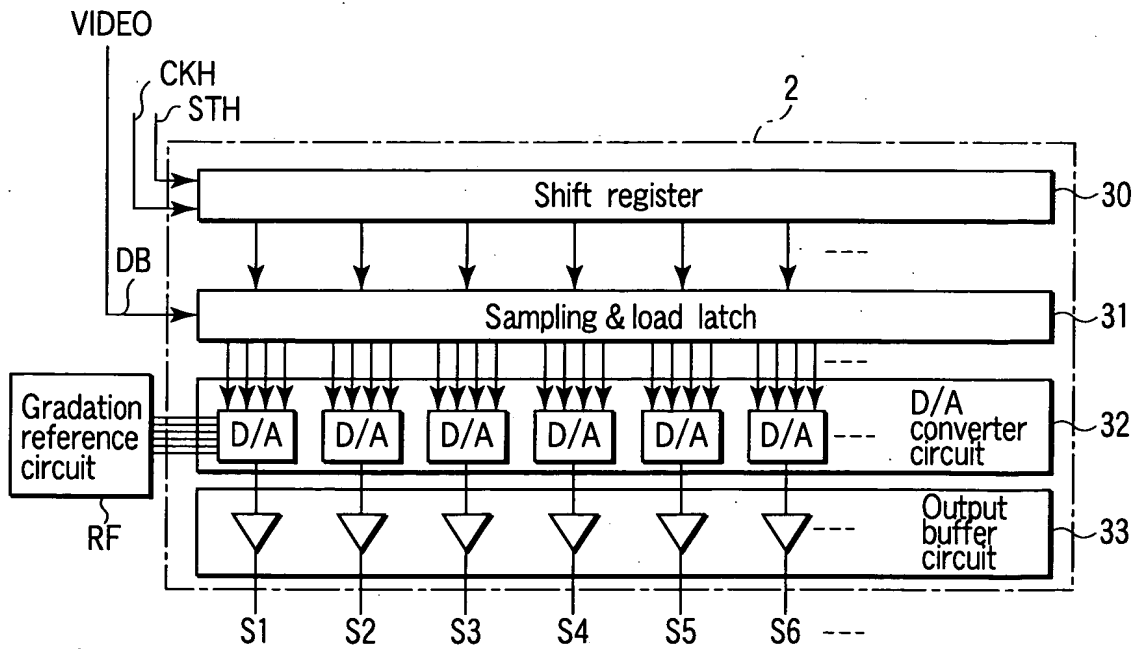 VIDEO
CKH
STH
2
Shift register
30
DB
Sampling & load latch
31
Gradation
reference
circuit
RF
D/A D/A D/A D/A D/A D/A
D/A
converter
circuit
32
Output
buffer
circuit
33
S1 S2 S3 S4 S5 S6